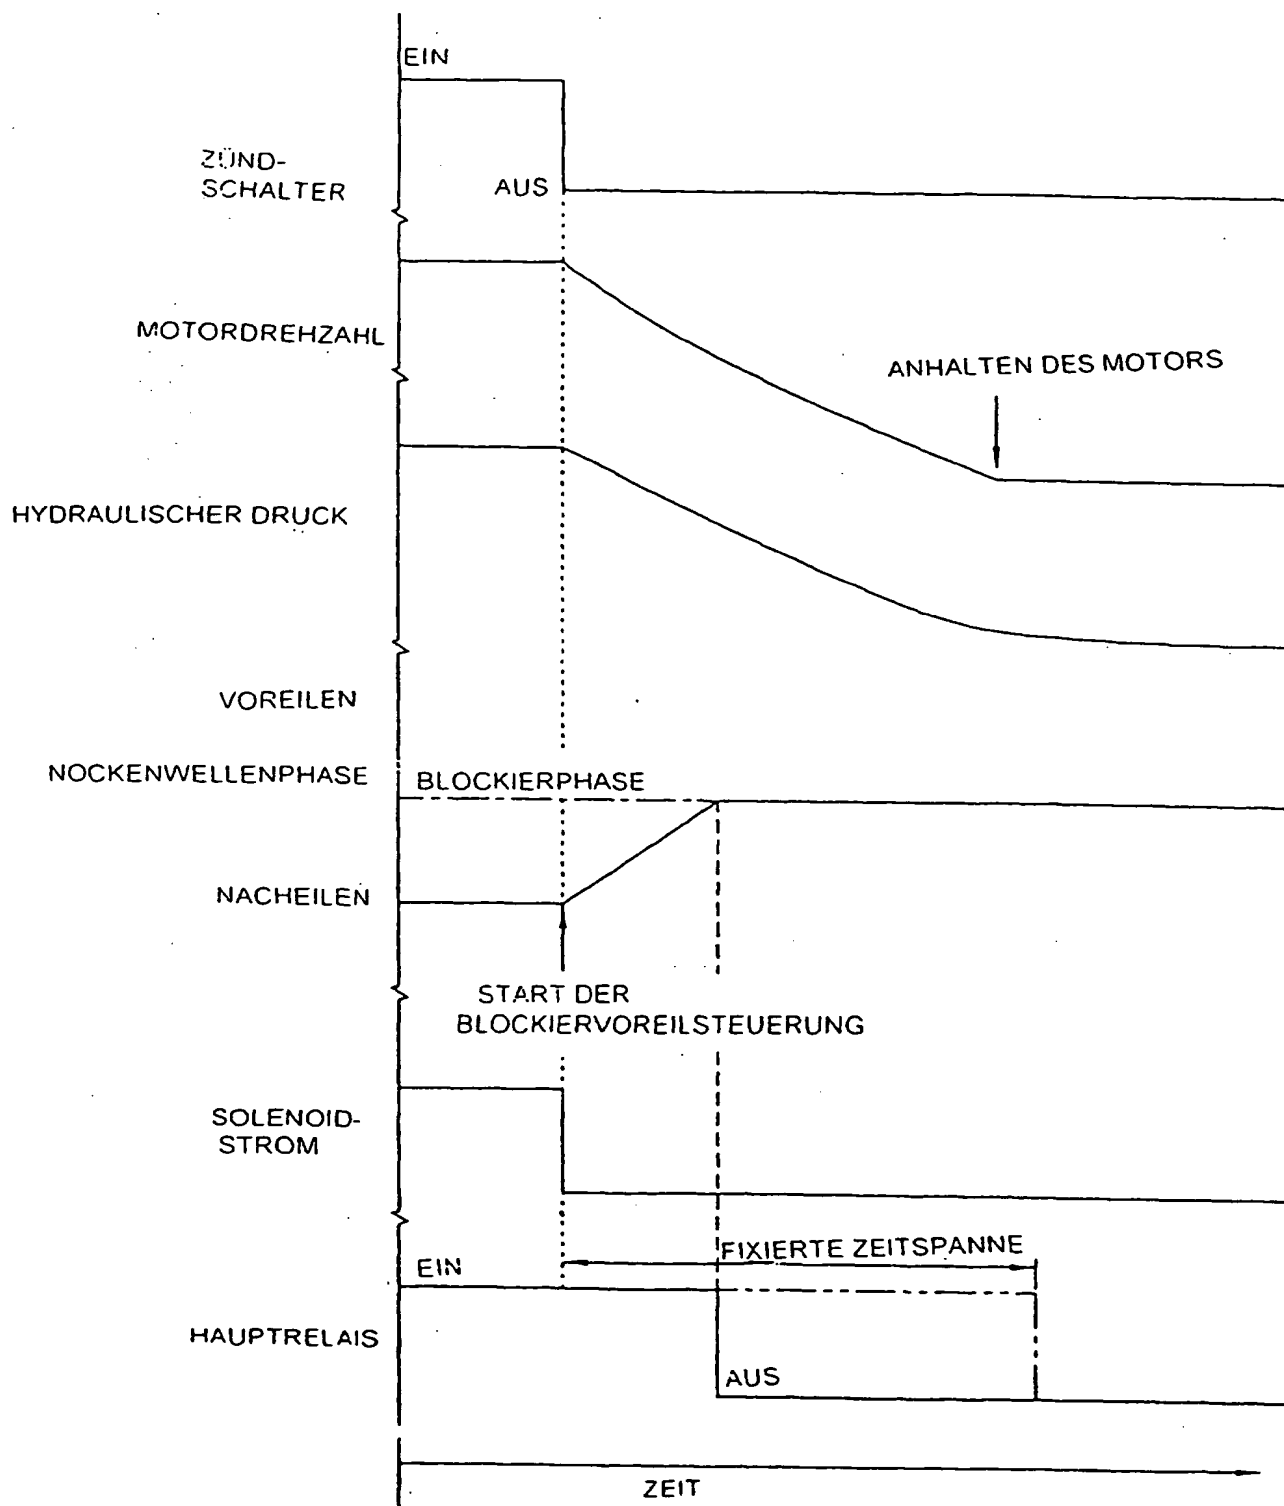 EIN
ZÜND-
SCHALTER
AUS
MOTORDREHZAHL
ANHALTEN DES MOTORS
HYDRAULISCHER DRUCK
VOREILEN
NOCKENWELLENPHASE
BLOCKIERPHASE
NACHEILEN
START DER
BLOCKIERVOREILSTEUERUNG
SOLENOID-
STROM
FIXIERTE ZEITSPANNE
EIN
HAUPTRELAIS
AUS
ZEIT